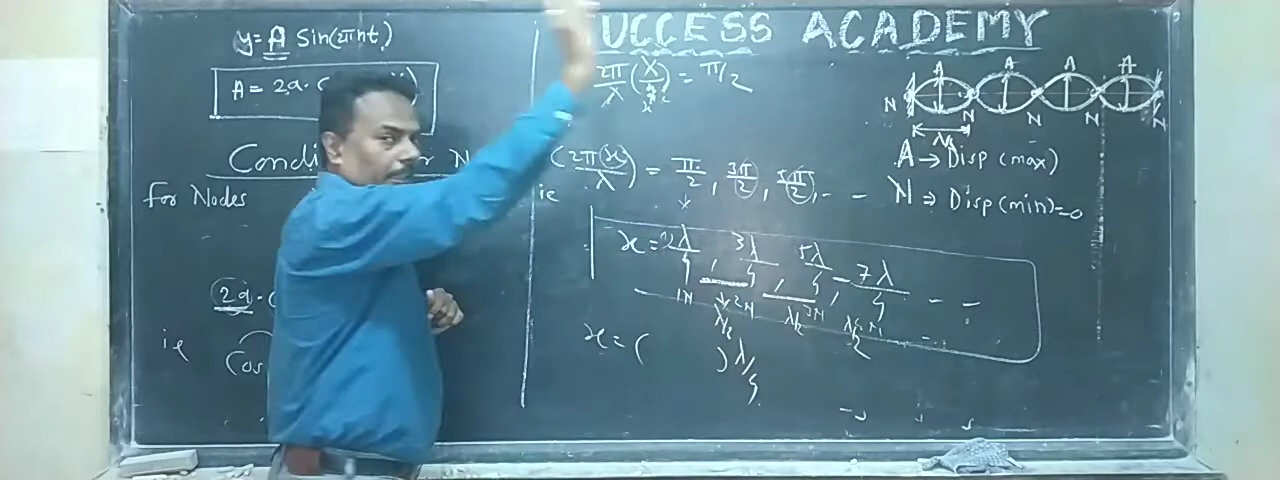 y = A Sin(2πnt)
A = 2a.
Condi
For Nodes
2a
ie
Cos
UCCESS ACADEMY
2π/λ (λ/4) = π/2
(2π(x)/λ) = π/2, 3π/2, 5π/2, - -
ie
x = λ/4, 3λ/4, 5λ/4, 7λ/4 - -
1N 2N 3N
λ/2 λ/2 λ/2
x = ( ) λ/4
A A A A
N N N N N
A → Disp (max)
N ⇒ Disp (min) = 0